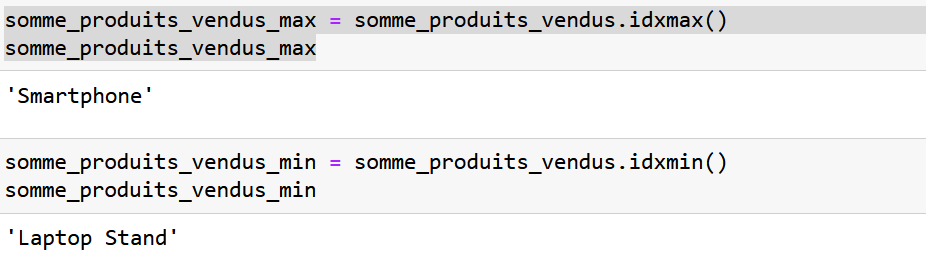 somme_produits_vendus_max = somme_produits_vendus.idxmax()
somme_produits_vendus_max
'Smartphone'
somme_produits_vendus_min = somme_produits_vendus.idxmin()
somme_produits_vendus_min
'Laptop Stand'